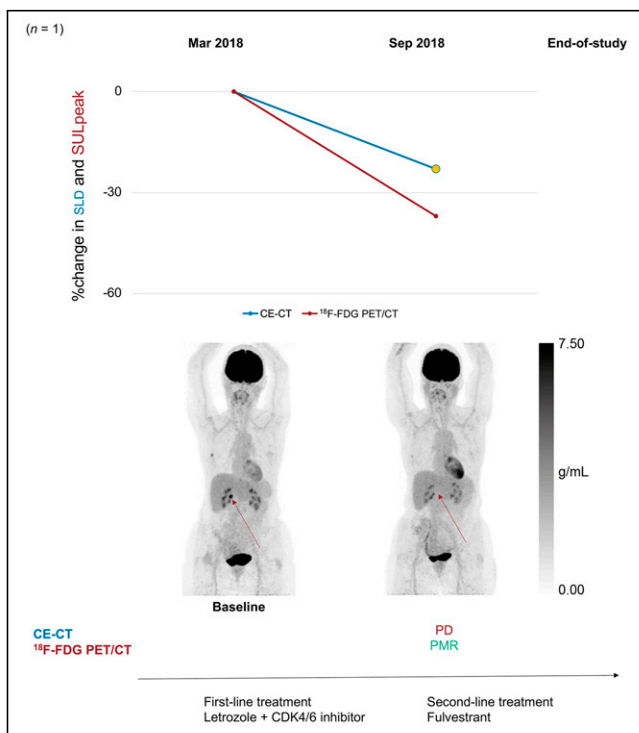 (n = 1)
Mar 2018 Sep 2018 End-of-study
%change in SLD and SULpeak
0
-30
-60
CE-CT ¹⁸F-FDG PET/CT
7.50
g/mL
0.00
Baseline
CE-CT PD
¹⁸F-FDG PET/CT PMR
First-line treatment Second-line treatment
Letrozole + CDK4/6 inhibitor Fulvestrant